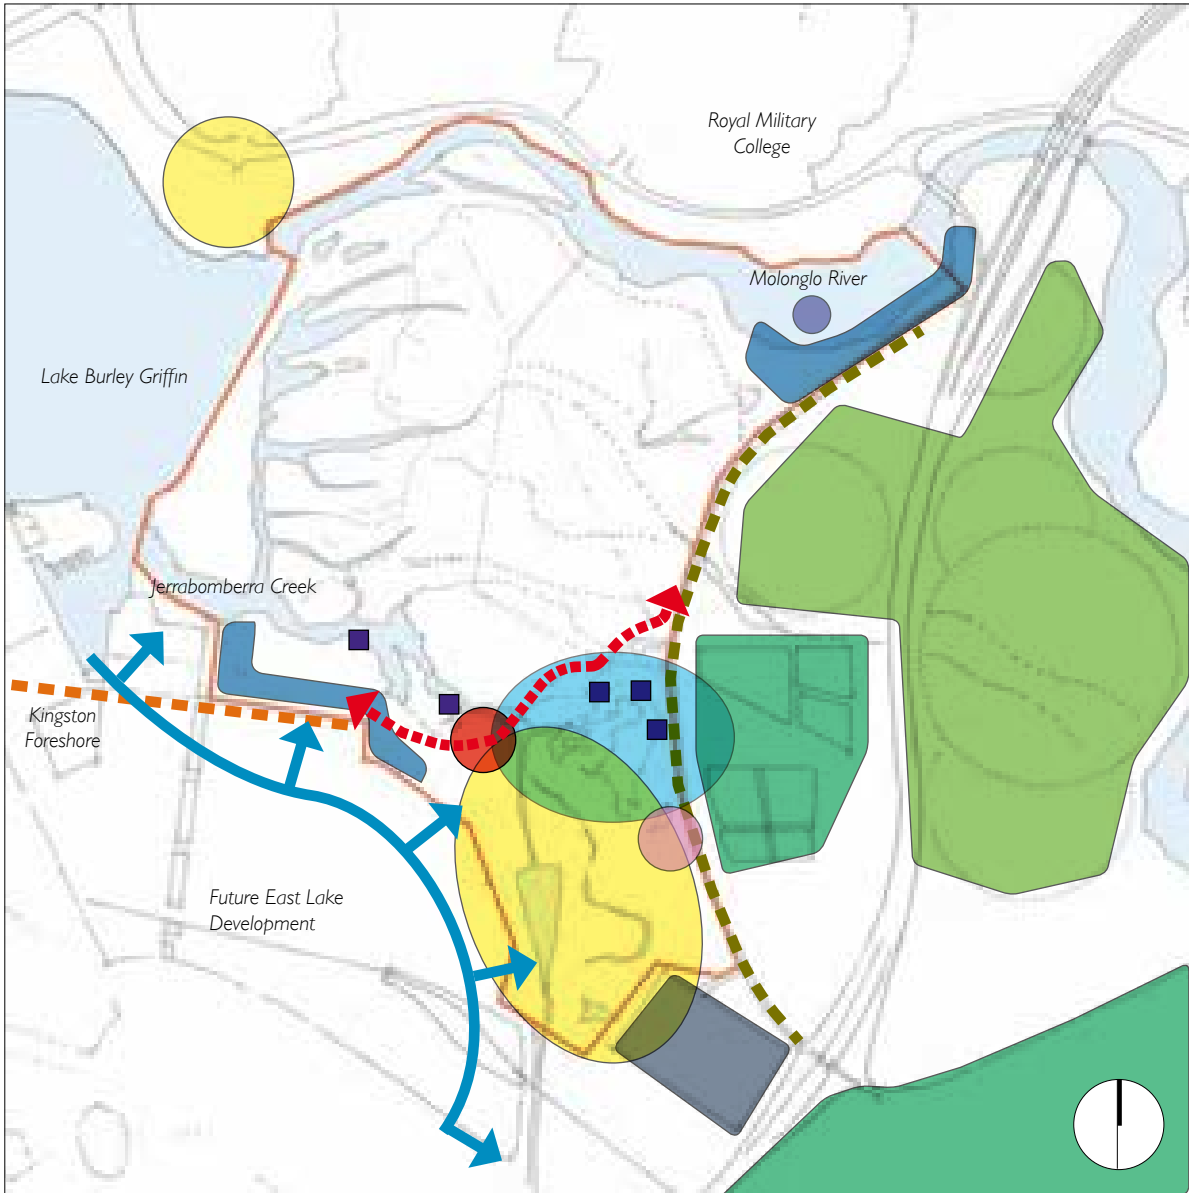 Royal Military
College
Molonglo River
Lake Burley Griffin
Jerrabomberra Creek
Kingston
Foreshore
Future East Lake
Development